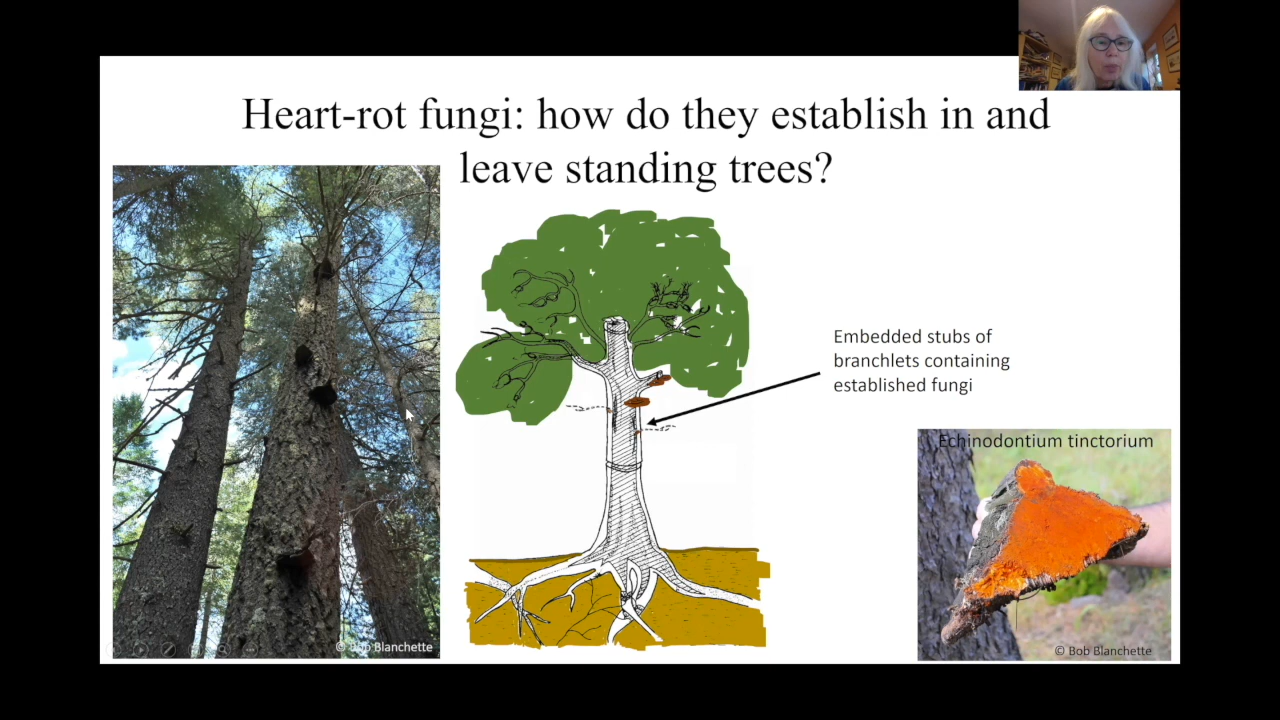 Heart-rot fungi: how do they establish in and
leave standing trees?
Embedded stubs of
branchlets containing
established fungi
Echinodontium tinctorium
© Bob Blanchette
© Bob Blanchette